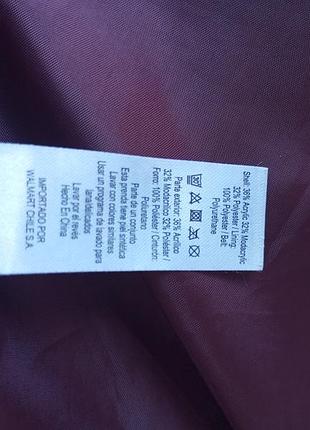 Shell: 36% Acrylic 32% Modacrylic
32% Polyester / Lining:
100% Polyester / Belt:
Polyurethane
Parte exterior: 36% Acrílico
32% Modacrílico 32% Poliéster /
Forro: 100% Poliéster / Cinturón:
Poliuretano
Parte de un conjunto
Esta prenda tiene piel sintética
Lavar con colores similares
Usar un programa de lavado para
lana/delicados
Lavar por el revés
Hecho En China
IMPORTADO POR
WALMART CHILE S.A.